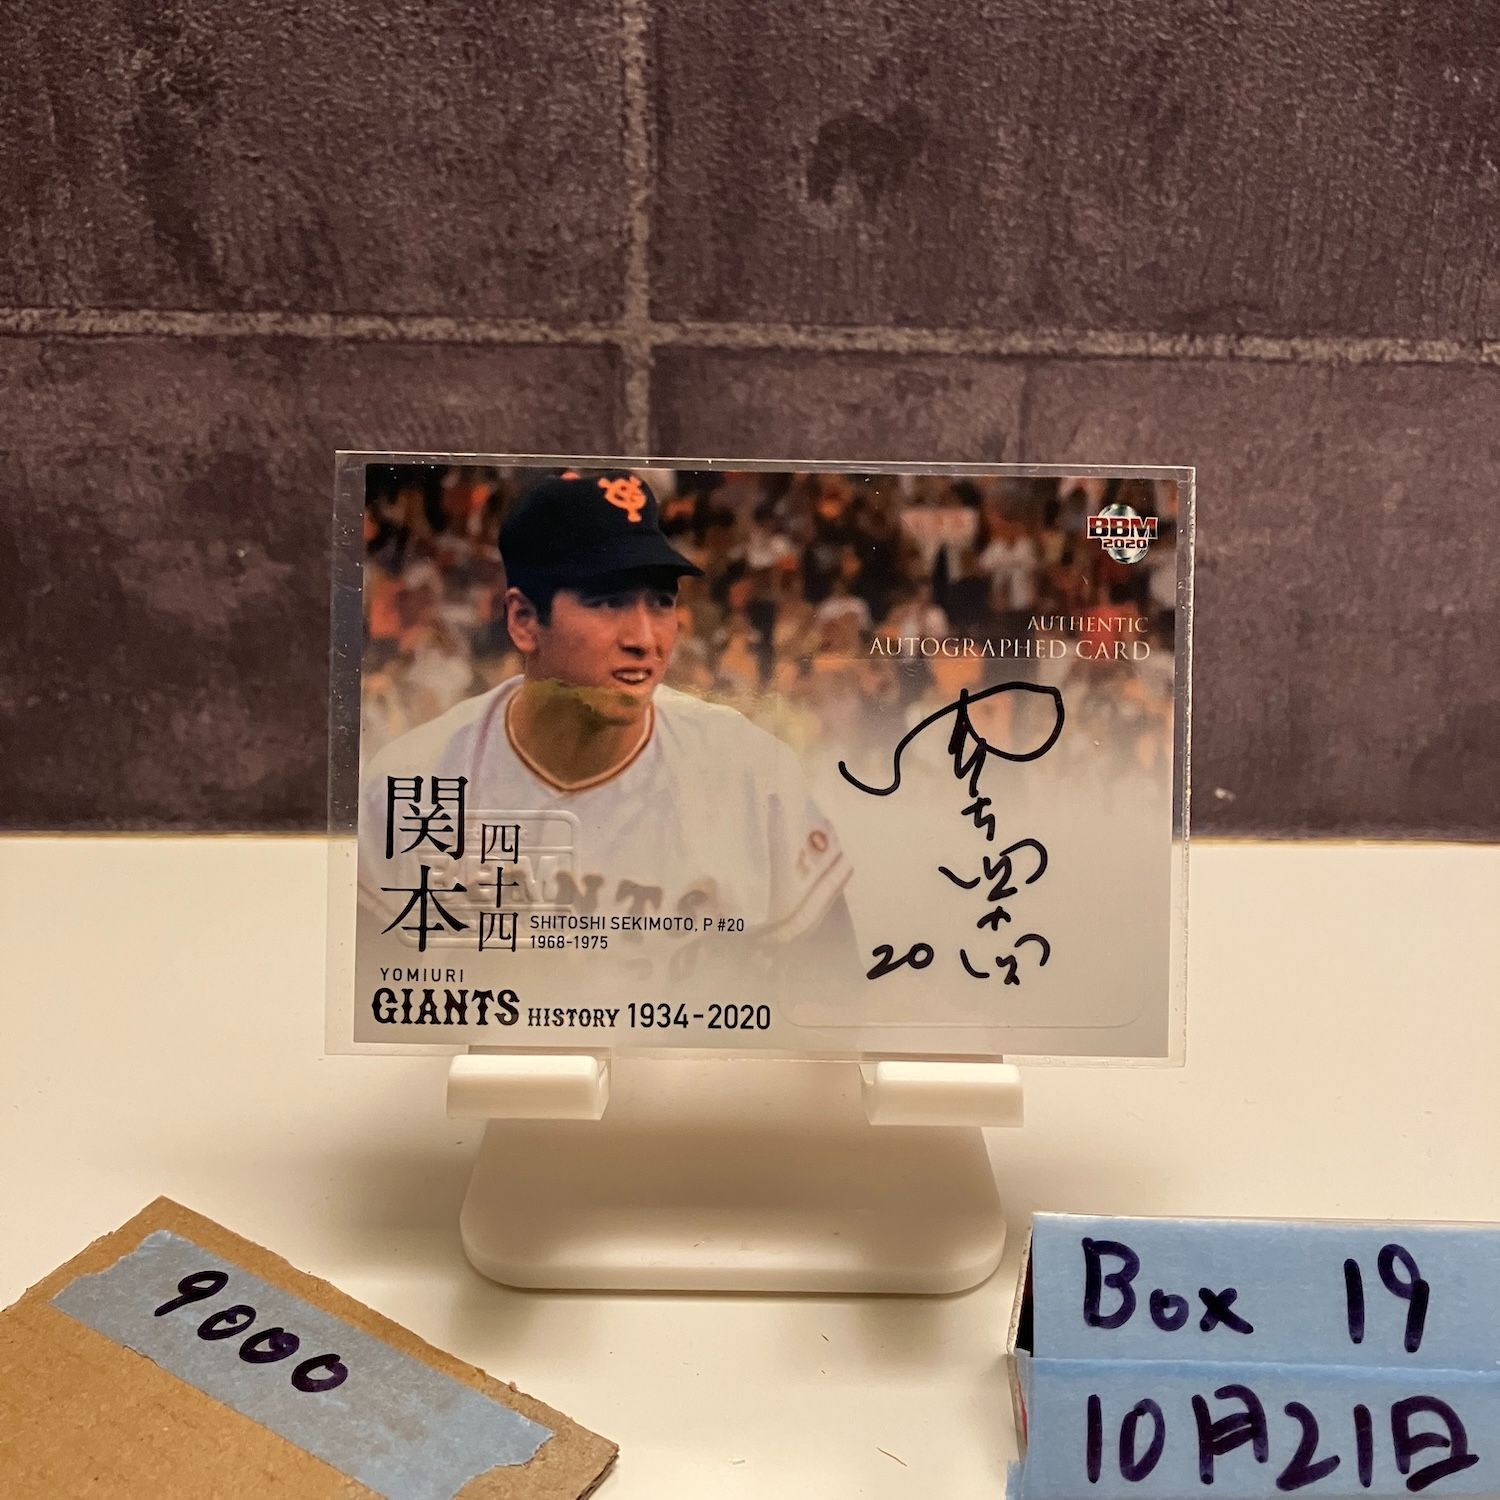 BBM
2020
AUTHENTIC
AUTOGRAPHED CARD
関本
四十四
SHITOSHI SEKIMOTO, P #20
1968-1975
YOMIURI
GIANTS HISTORY 1934-2020
20
9000
Box 19
10月21日